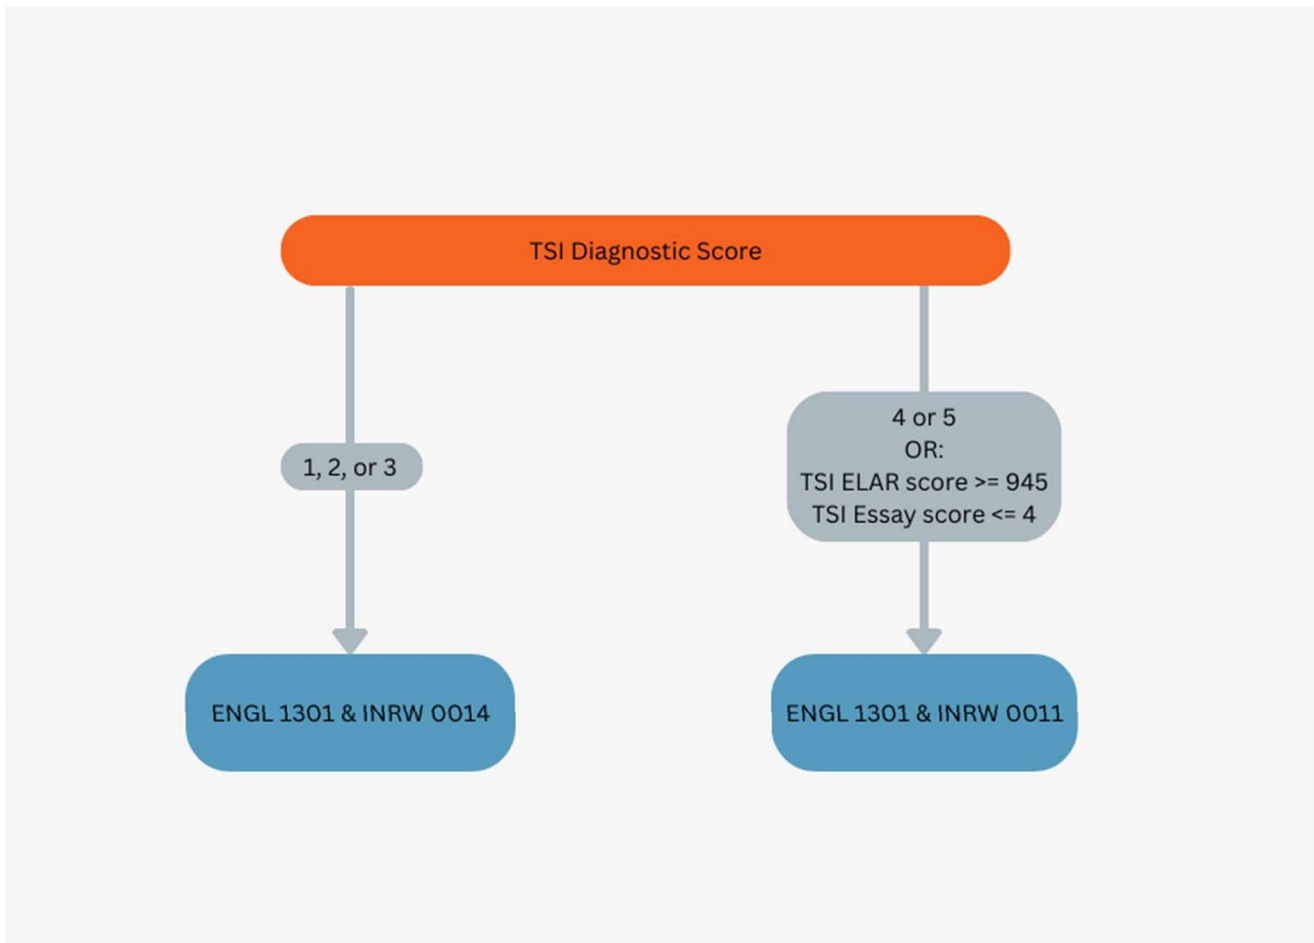 TSI Diagnostic Score
1, 2, or 3
4 or 5
OR:
TSI ELAR score >= 945
TSI Essay score <= 4
ENGL 1301 & INRW 0014
ENGL 1301 & INRW 0011